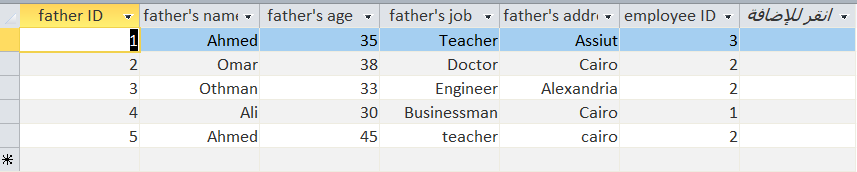 father ID father's name father's age father's job father's addr employee ID انقر للإضافة
1 Ahmed 35 Teacher Assiut 3
2 Omar 38 Doctor Cairo 2
3 Othman 33 Engineer Alexandria 2
4 Ali 30 Businessman Cairo 1
5 Ahmed 45 teacher cairo 2